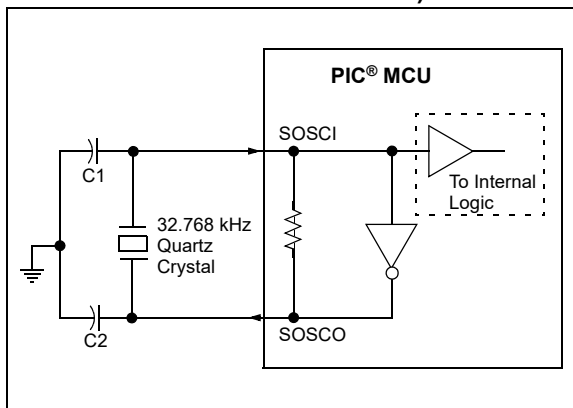 PIC® MCU
SOSCI
C1
To Internal
Logic
32.768 kHz
Quartz
Crystal
SOSCO
C2